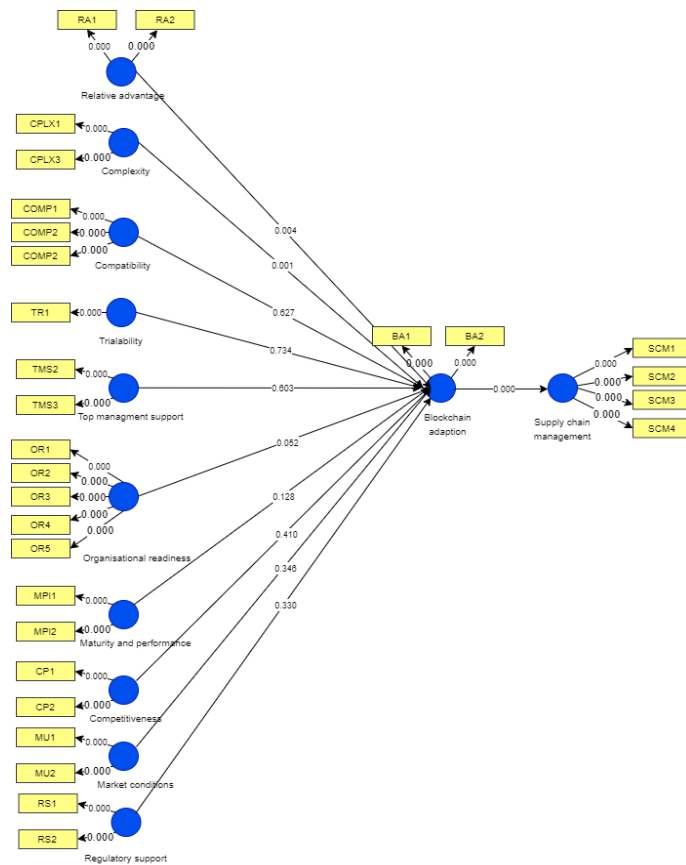 RA1
RA2
0.000
0.000
Relative advantage
CPLX1
0.000
CPLX3
0.000
Complexity
COMP1
0.000
COMP2
0.000
COMP2
0.000
Compatibility
TR1
0.000
Trialability
TMS2
0.000
TMS3
0.000
Top managment support
OR1
0.000
OR2
0.000
OR3
0.000
OR4
0.000
OR5
0.000
Organisational readiness
MPI1
0.000
MPI2
0.000
Maturity and performance
CP1
0.000
CP2
0.000
Competitiveness
MU1
0.000
MU2
0.000
Market conditions
RS1
0.000
RS2
0.000
Regulatory support
0.004
0.001
0.627
0.734
0.603
0.052
0.128
0.410
0.346
0.330
BA1
BA2
0.000
0.000
Blockchain
adaption
0.000
Supply chain
management
0.000
SCM1
0.000
SCM2
0.000
SCM3
0.000
SCM4